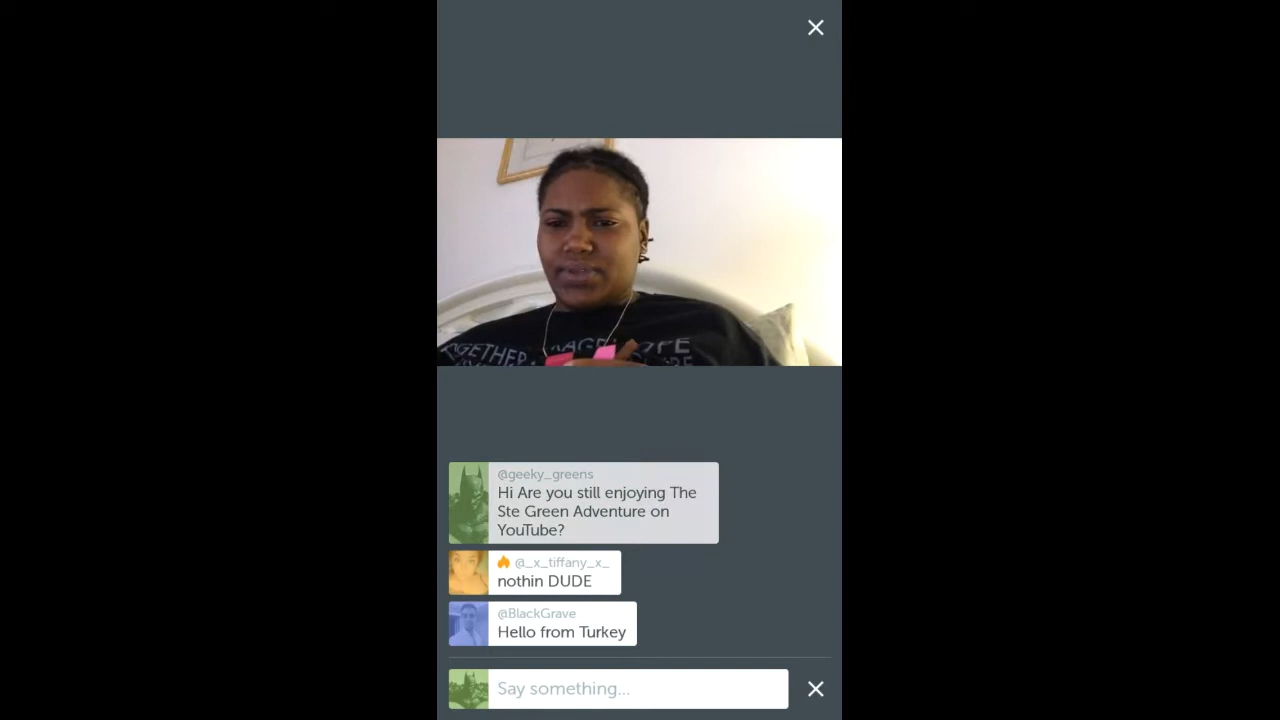 TOGETHER
@geeky_greens
Hi Are you still enjoying The
Ste Green Adventure on
YouTube?
@_x_tiffany_x_
nothin DUDE
@BlackGrave
Hello from Turkey
Say something...